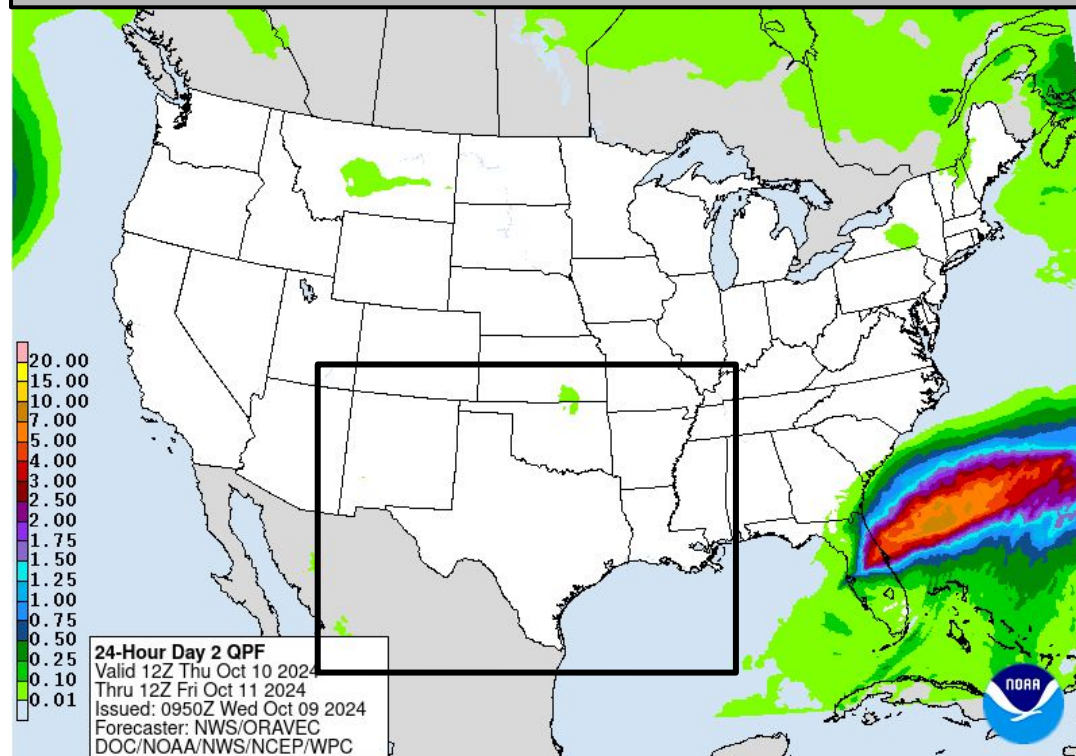 20.00
15.00
10.00
7.00
5.00
4.00
3.00
2.50
2.00
1.75
1.50
1.25
1.00
0.75
0.50
0.25
0.10
0.01
24-Hour Day 2 QPF
Valid 12Z Thu Oct 10 2024
Thru 12Z Fri Oct 11 2024
Issued: 0950Z Wed Oct 09 2024
Forecaster: NWS/ORAVEC
DOC/NOAA/NWS/NCEP/WPC
NOAA